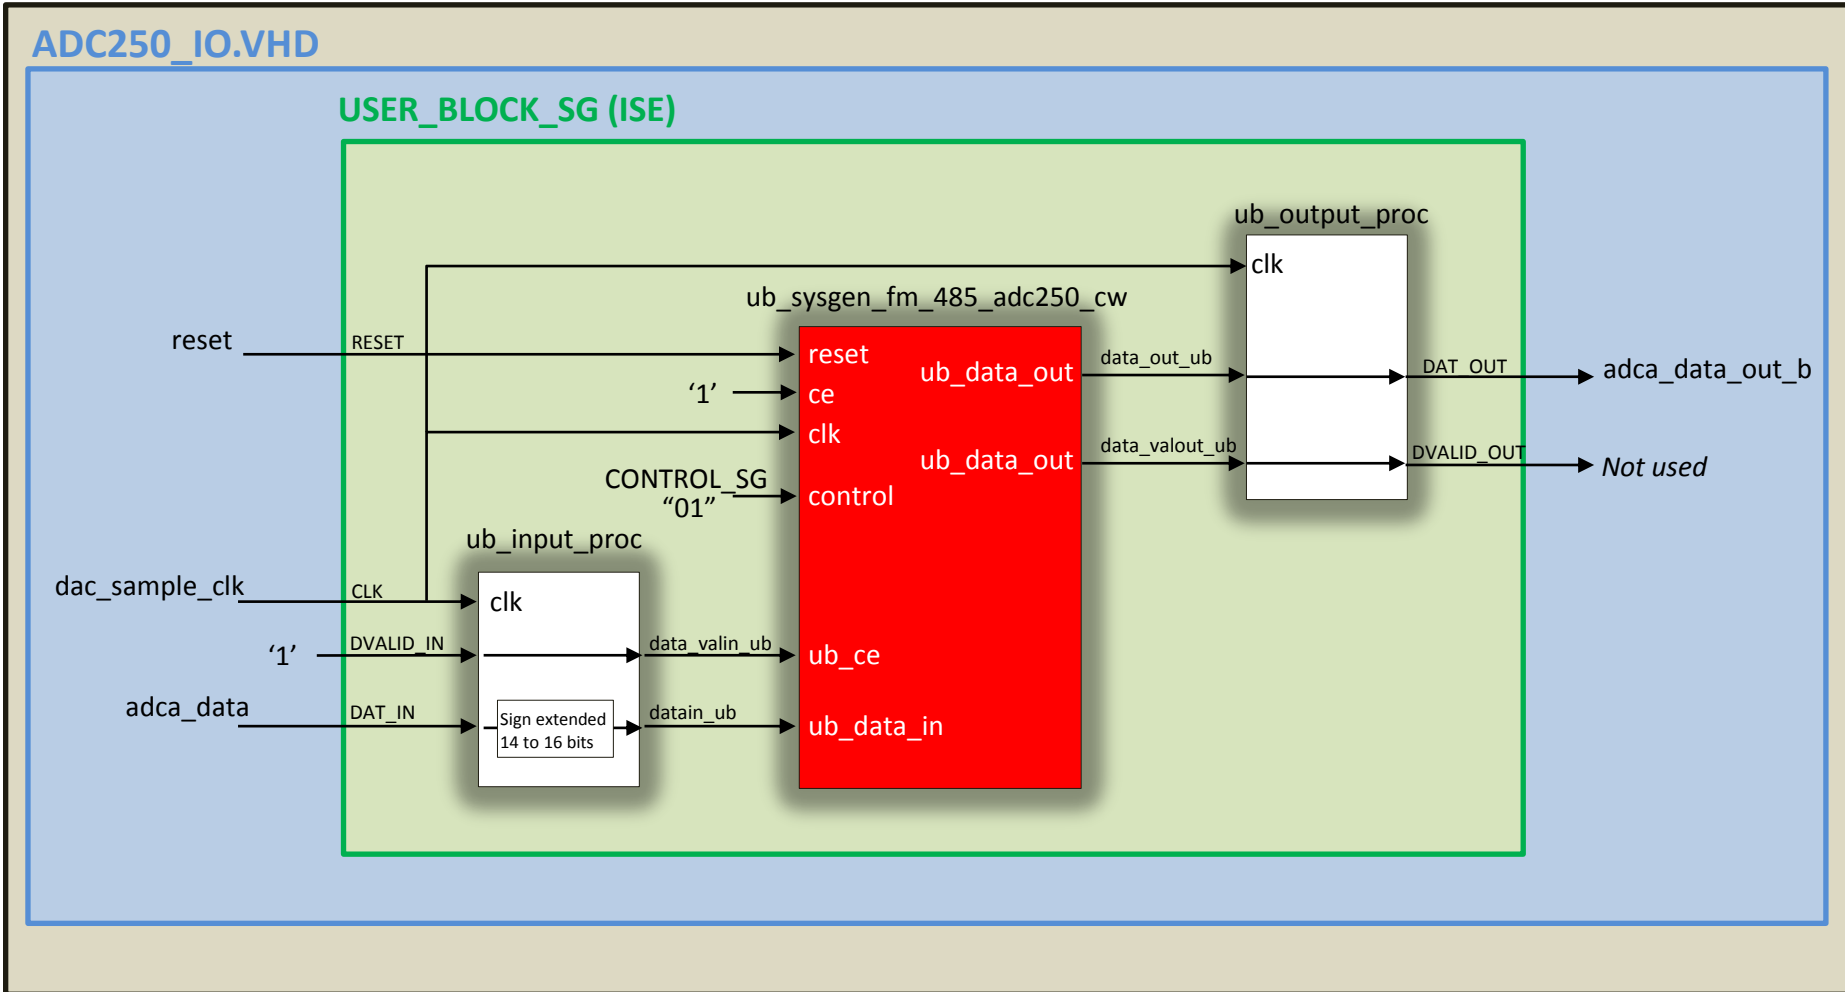 ADC250_IO.VHD
USER_BLOCK_SG (ISE)
ub_output_proc
clk
ub_sysgen_fm_485_adc250_cw
reset
RESET
reset
ub_data_out
data_out_ub
DAT_OUT
adca_data_out_b
‘1’
ce
clk
ub_data_out
data_valout_ub
DVALID_OUT
Not used
CONTROL_SG
“01”
control
ub_input_proc
dac_sample_clk
CLK
clk
‘1’
DVALID_IN
data_valin_ub
ub_ce
adca_data
DAT_IN
Sign extended
14 to 16 bits
datain_ub
ub_data_in